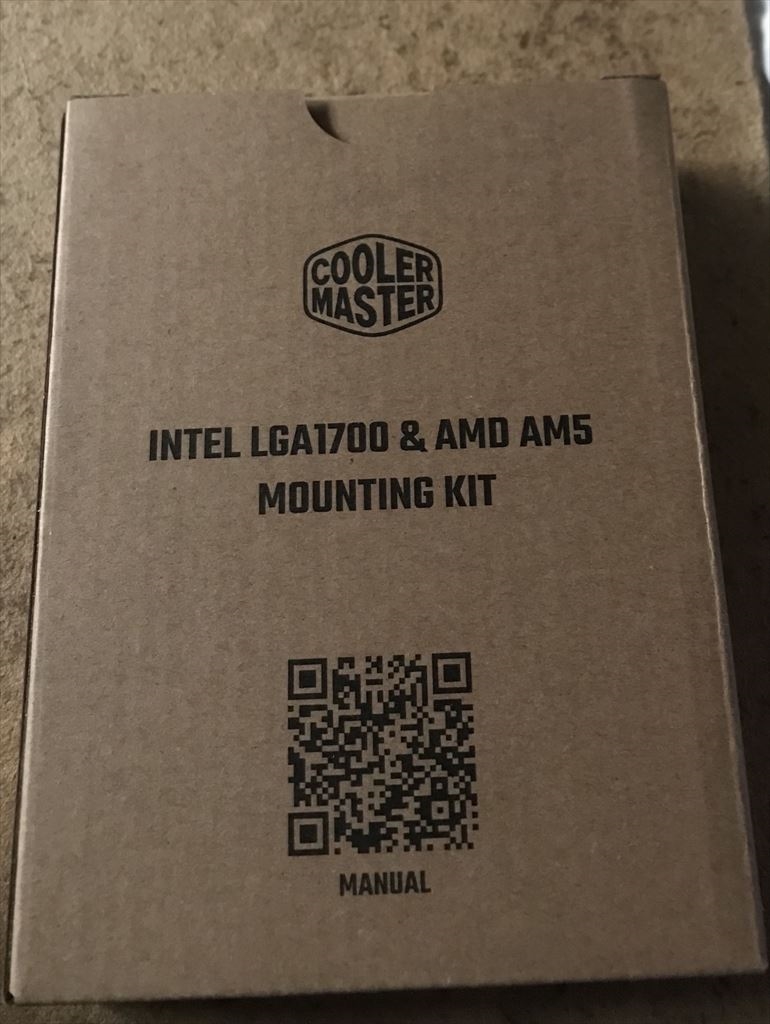 COOLER
MASTER
INTEL LGA1700 & AMD AM5
MOUNTING KIT
MANUAL